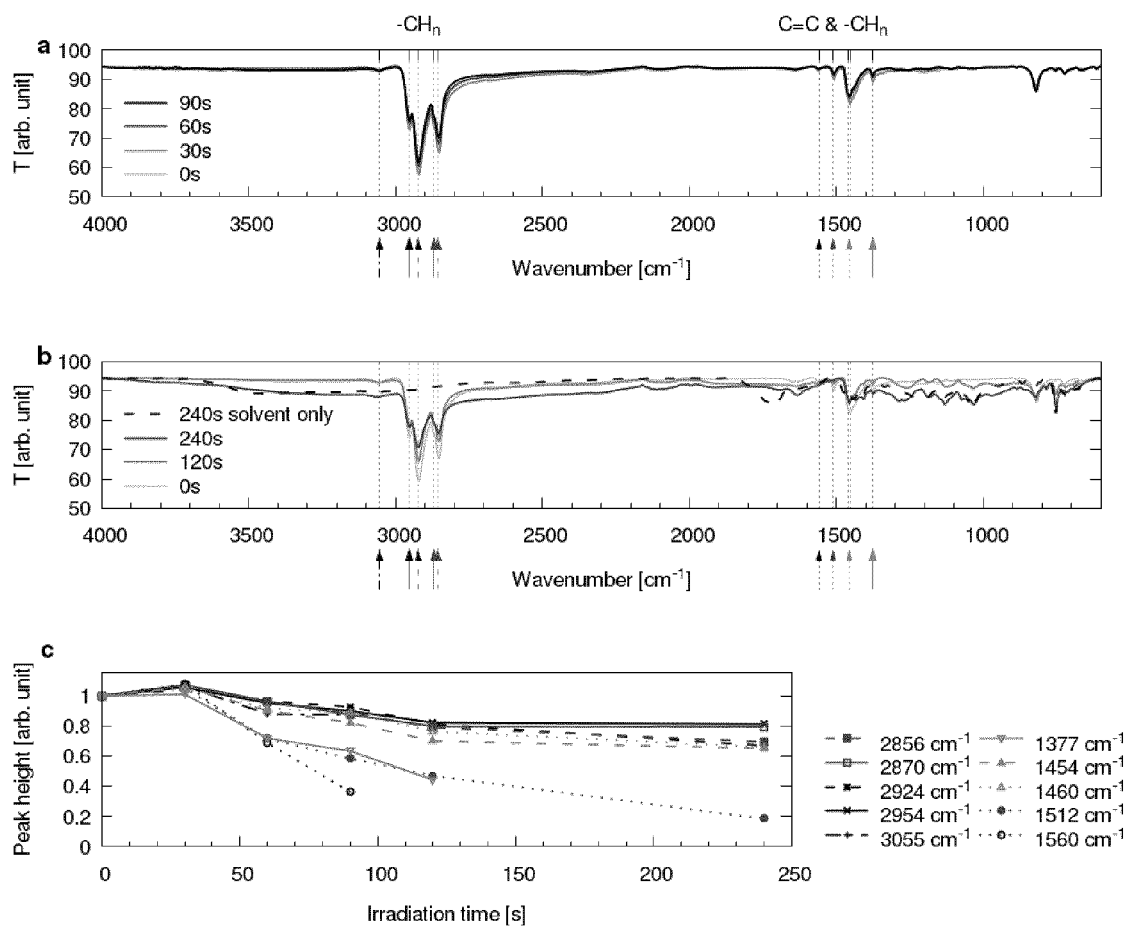 -CHn C=C & -CHn
a
100
90
80
70
60
50
T [arb. unit]
90s
60s
30s
0s
4000 3500 3000 2500 2000 1500 1000
Wavenumber [cm-1]
b
100
90
80
70
60
50
T [arb. unit]
240s solvent only
240s
120s
0s
4000 3500 3000 2500 2000 1500 1000
Wavenumber [cm-1]
c
1
0.8
0.6
0.4
0.2
0
Peak height [arb. unit]
0 50 100 150 200 250
Irradiation time [s]
2856 cm-1 1377 cm-1
2870 cm-1 1454 cm-1
2924 cm-1 1460 cm-1
2954 cm-1 1512 cm-1
3055 cm-1 1560 cm-1